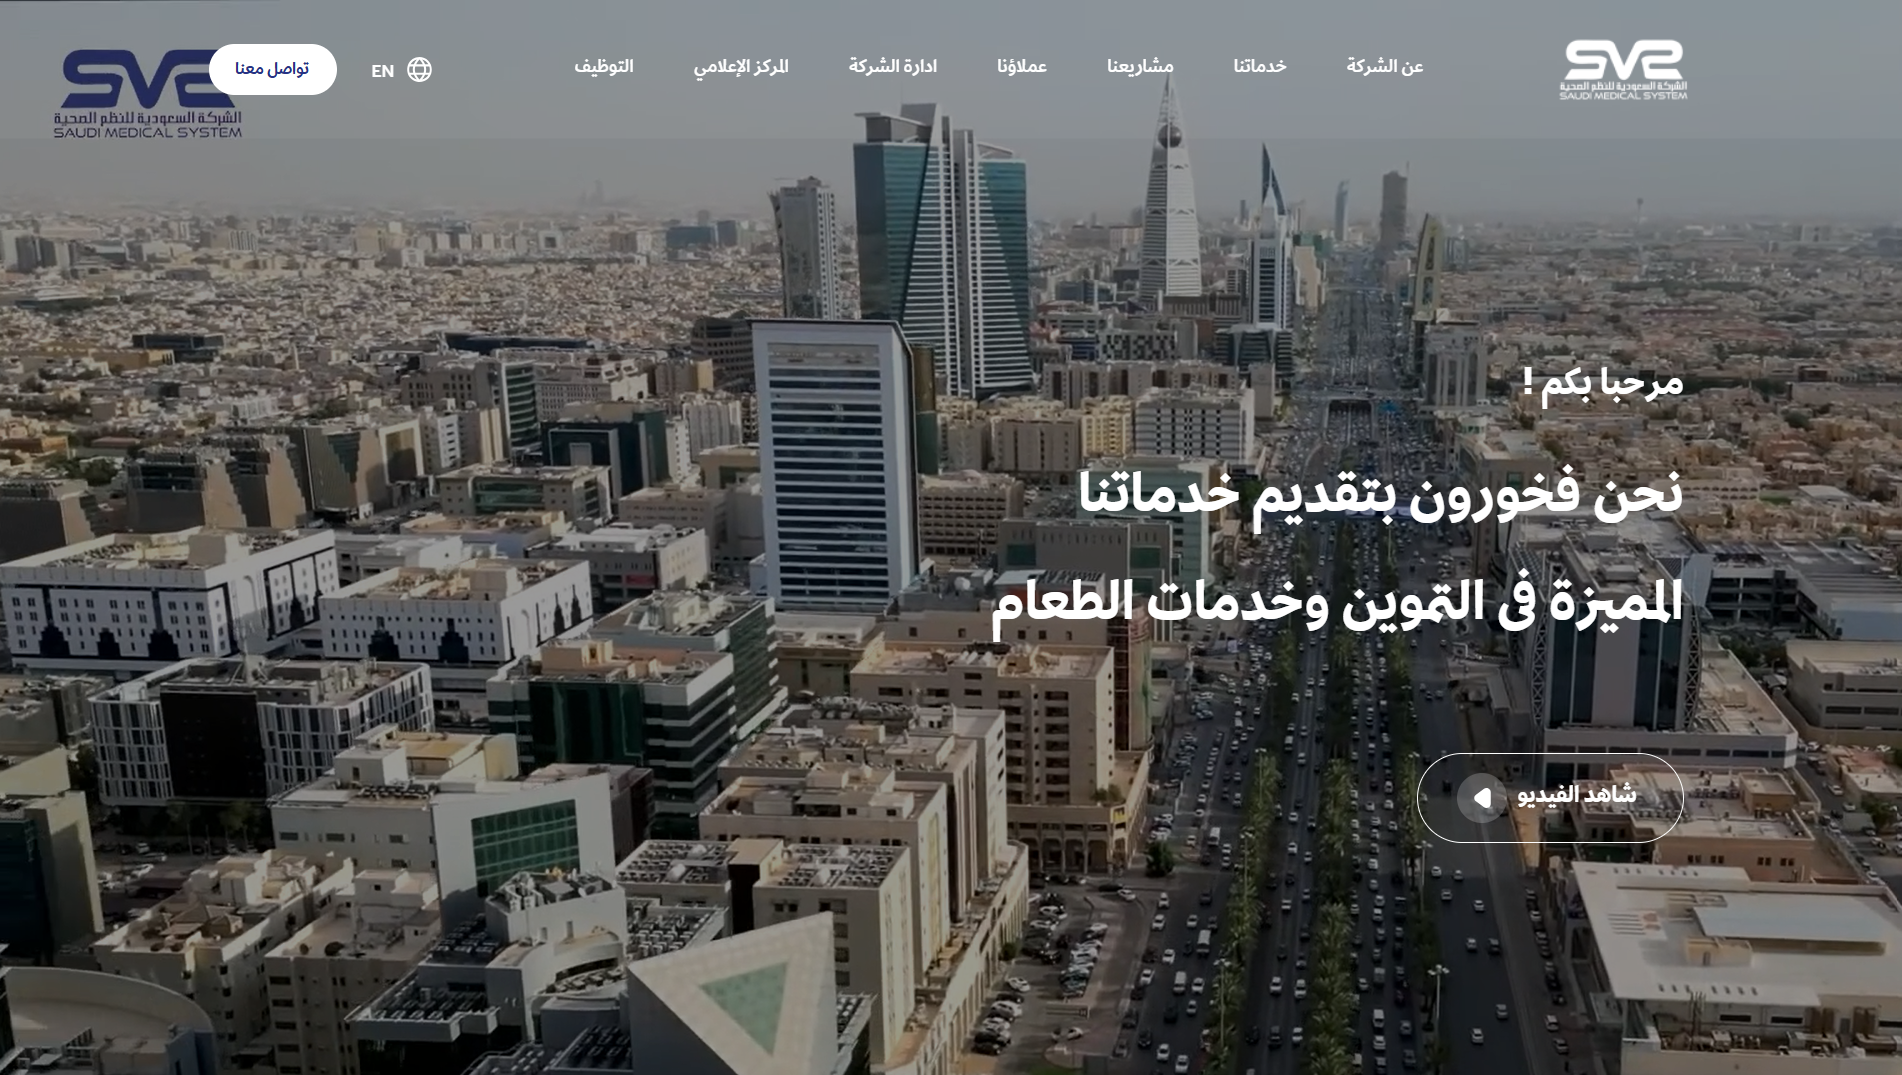 SMS
الشركة السعودية للنظم الصحية
SAUDI MEDICAL SYSTEM
عن الشركة
خدماتنا
مشاريعنا
عملاؤنا
ادارة الشركة
المركز الإعلامي
التوظيف
EN
تواصل معنا
SMS
الشركة السعودية للنظم الصحية
SAUDI MEDICAL SYSTEM
مرحبا بكم !
نحن فخورون بتقديم خدماتنا
المميزة فى التموين وخدمات الطعام
شاهد الفيديو